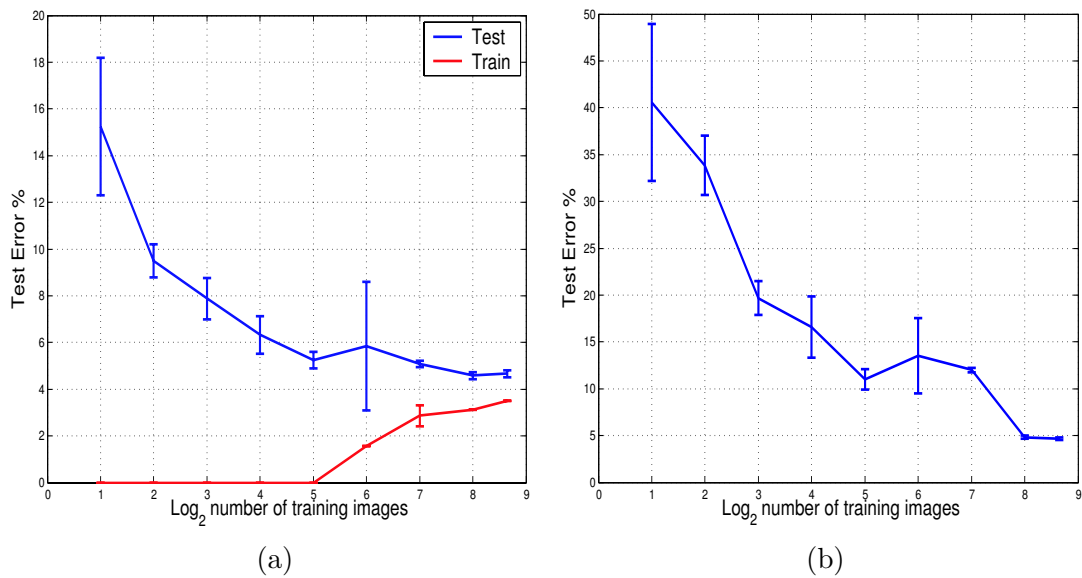 20
18
16
14
12
10
8
6
4
2
0
Test Error %
0 1 2 3 4 5 6 7 8 9
Log2 number of training images
Test
Train
(a)
50
45
40
35
30
25
20
15
10
5
0
Test Error %
0 1 2 3 4 5 6 7 8 9
Log2 number of training images
(b)